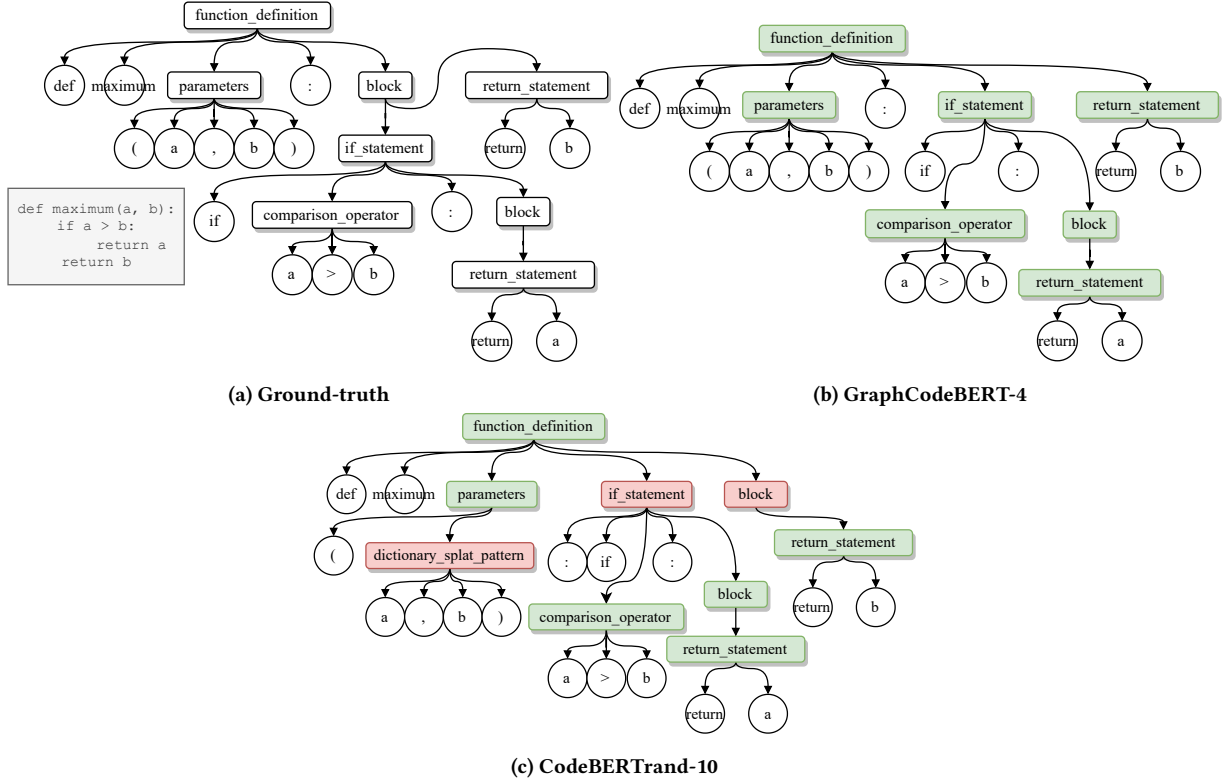 function_definition
def maximum parameters : block return_statement
( a , b ) if_statement return b
if comparison_operator : block
a > b return_statement
return a
def maximum(a, b):
if a > b:
return a
return b
(a) Ground-truth
function_definition
def maximum parameters : if_statement return_statement
( a , b ) if : return b
comparison_operator block
a > b return_statement
return a
(b) GraphCodeBERT-4
function_definition
def maximum parameters if_statement block
( dictionary_splat_pattern : if : return_statement
a , b ) comparison_operator block return b
a > b return_statement
return a
(c) CodeBERTrand-10